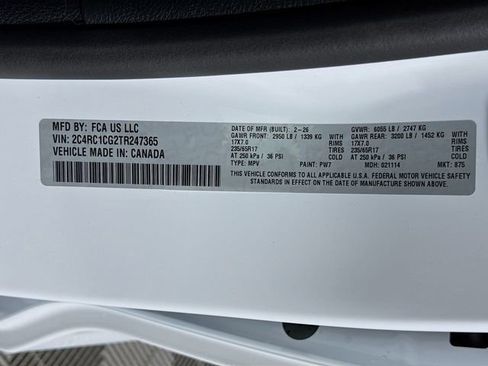 MFD BY: FCA US LLC
VIN: 2C4RC1CG2TR247365
VEHICLE MADE IN: CANADA
DATE OF MFR (BUILT): 2-26
GVWR: 6055 LB / 2747 KG
GAWR FRONT: 2950 LB / 1339 KG RIMS
GAWR REAR: 3200 LB / 1452 KG RIMS
17X7.0 TIRES
17X7.0 TIRES
235/65R17
235/65R17
AT 250 kPa / 36 PSI
AT 250 kPa / 36 PSI
TYPE: MPV PAINT: PW7 MDH: 021114 MKT: 875
THIS VEHICLE CONFORMS TO ALL APPLICABLE U.S.A. FEDERAL MOTOR VEHICLE SAFETY
STANDARDS IN EFFECT ON THE DATE OF MANUFACTURE SHOWN ABOVE.